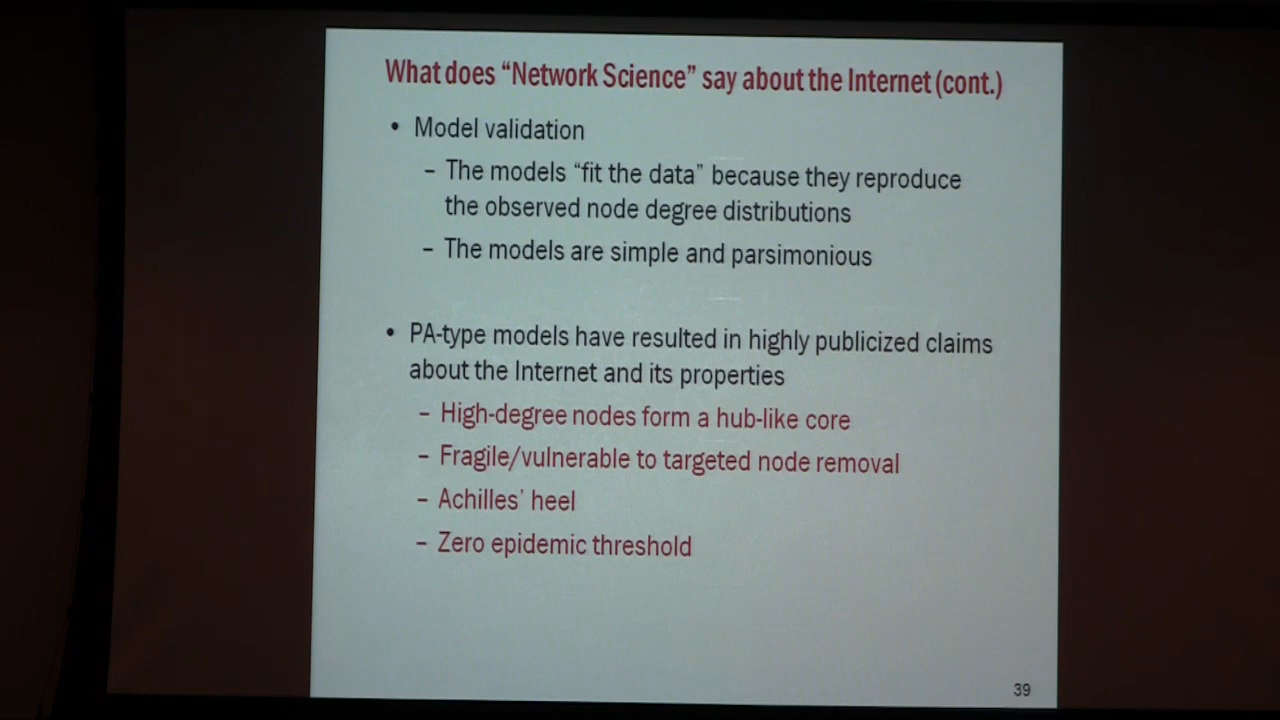 What does “Network Science” say about the Internet (cont.)
• Model validation
– The models “fit the data” because they reproduce
the observed node degree distributions
– The models are simple and parsimonious
• PA-type models have resulted in highly publicized claims
about the Internet and its properties
– High-degree nodes form a hub-like core
– Fragile/vulnerable to targeted node removal
– Achilles’ heel
– Zero epidemic threshold
39